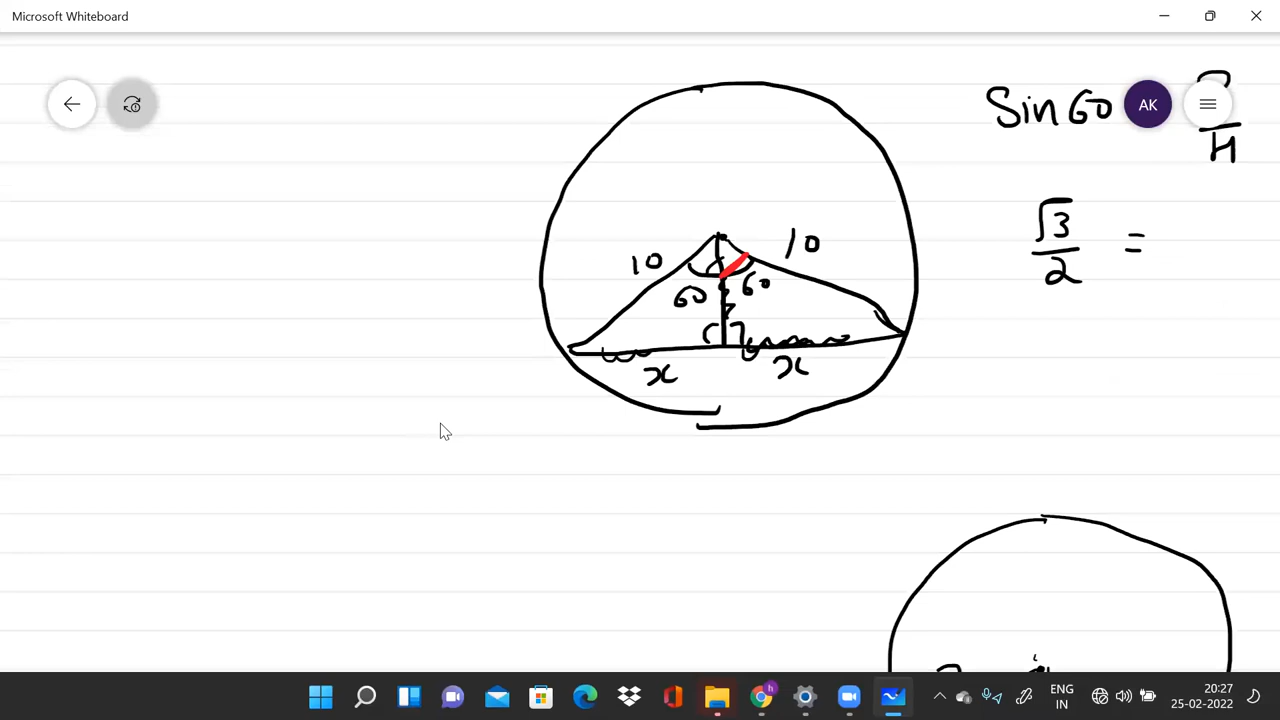 Microsoft Whiteboard
AK
Sin 60
H
√3
2
=
10
10
60
60
x
x
ENG
IN
20:27
25-02-2022